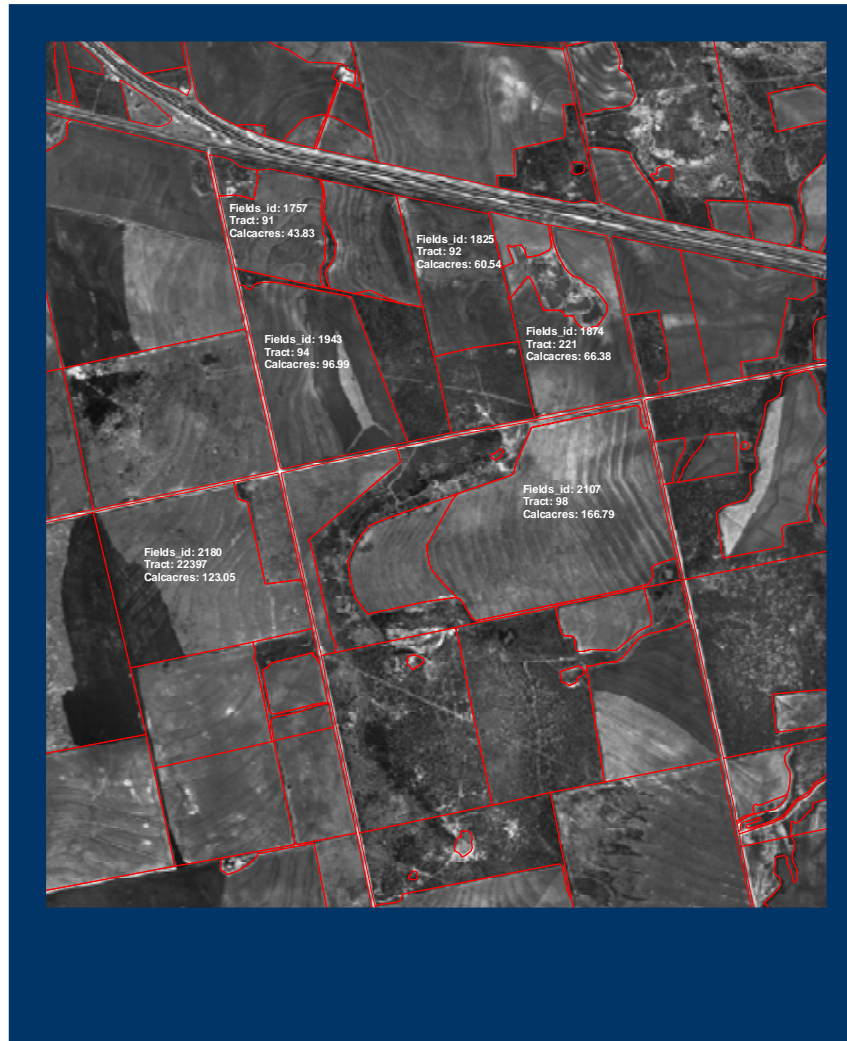 Fields_id: 1757
Tract: 91
Calcacres: 43.83
Fields_id: 1825
Tract: 92
Calcacres: 60.54
Fields_id: 1874
Tract: 221
Calcacres: 66.38
Fields_id: 1943
Tract: 94
Calcacres: 96.99
Fields_id: 2107
Tract: 98
Calcacres: 166.79
Fields_id: 2180
Tract: 22397
Calcacres: 123.05